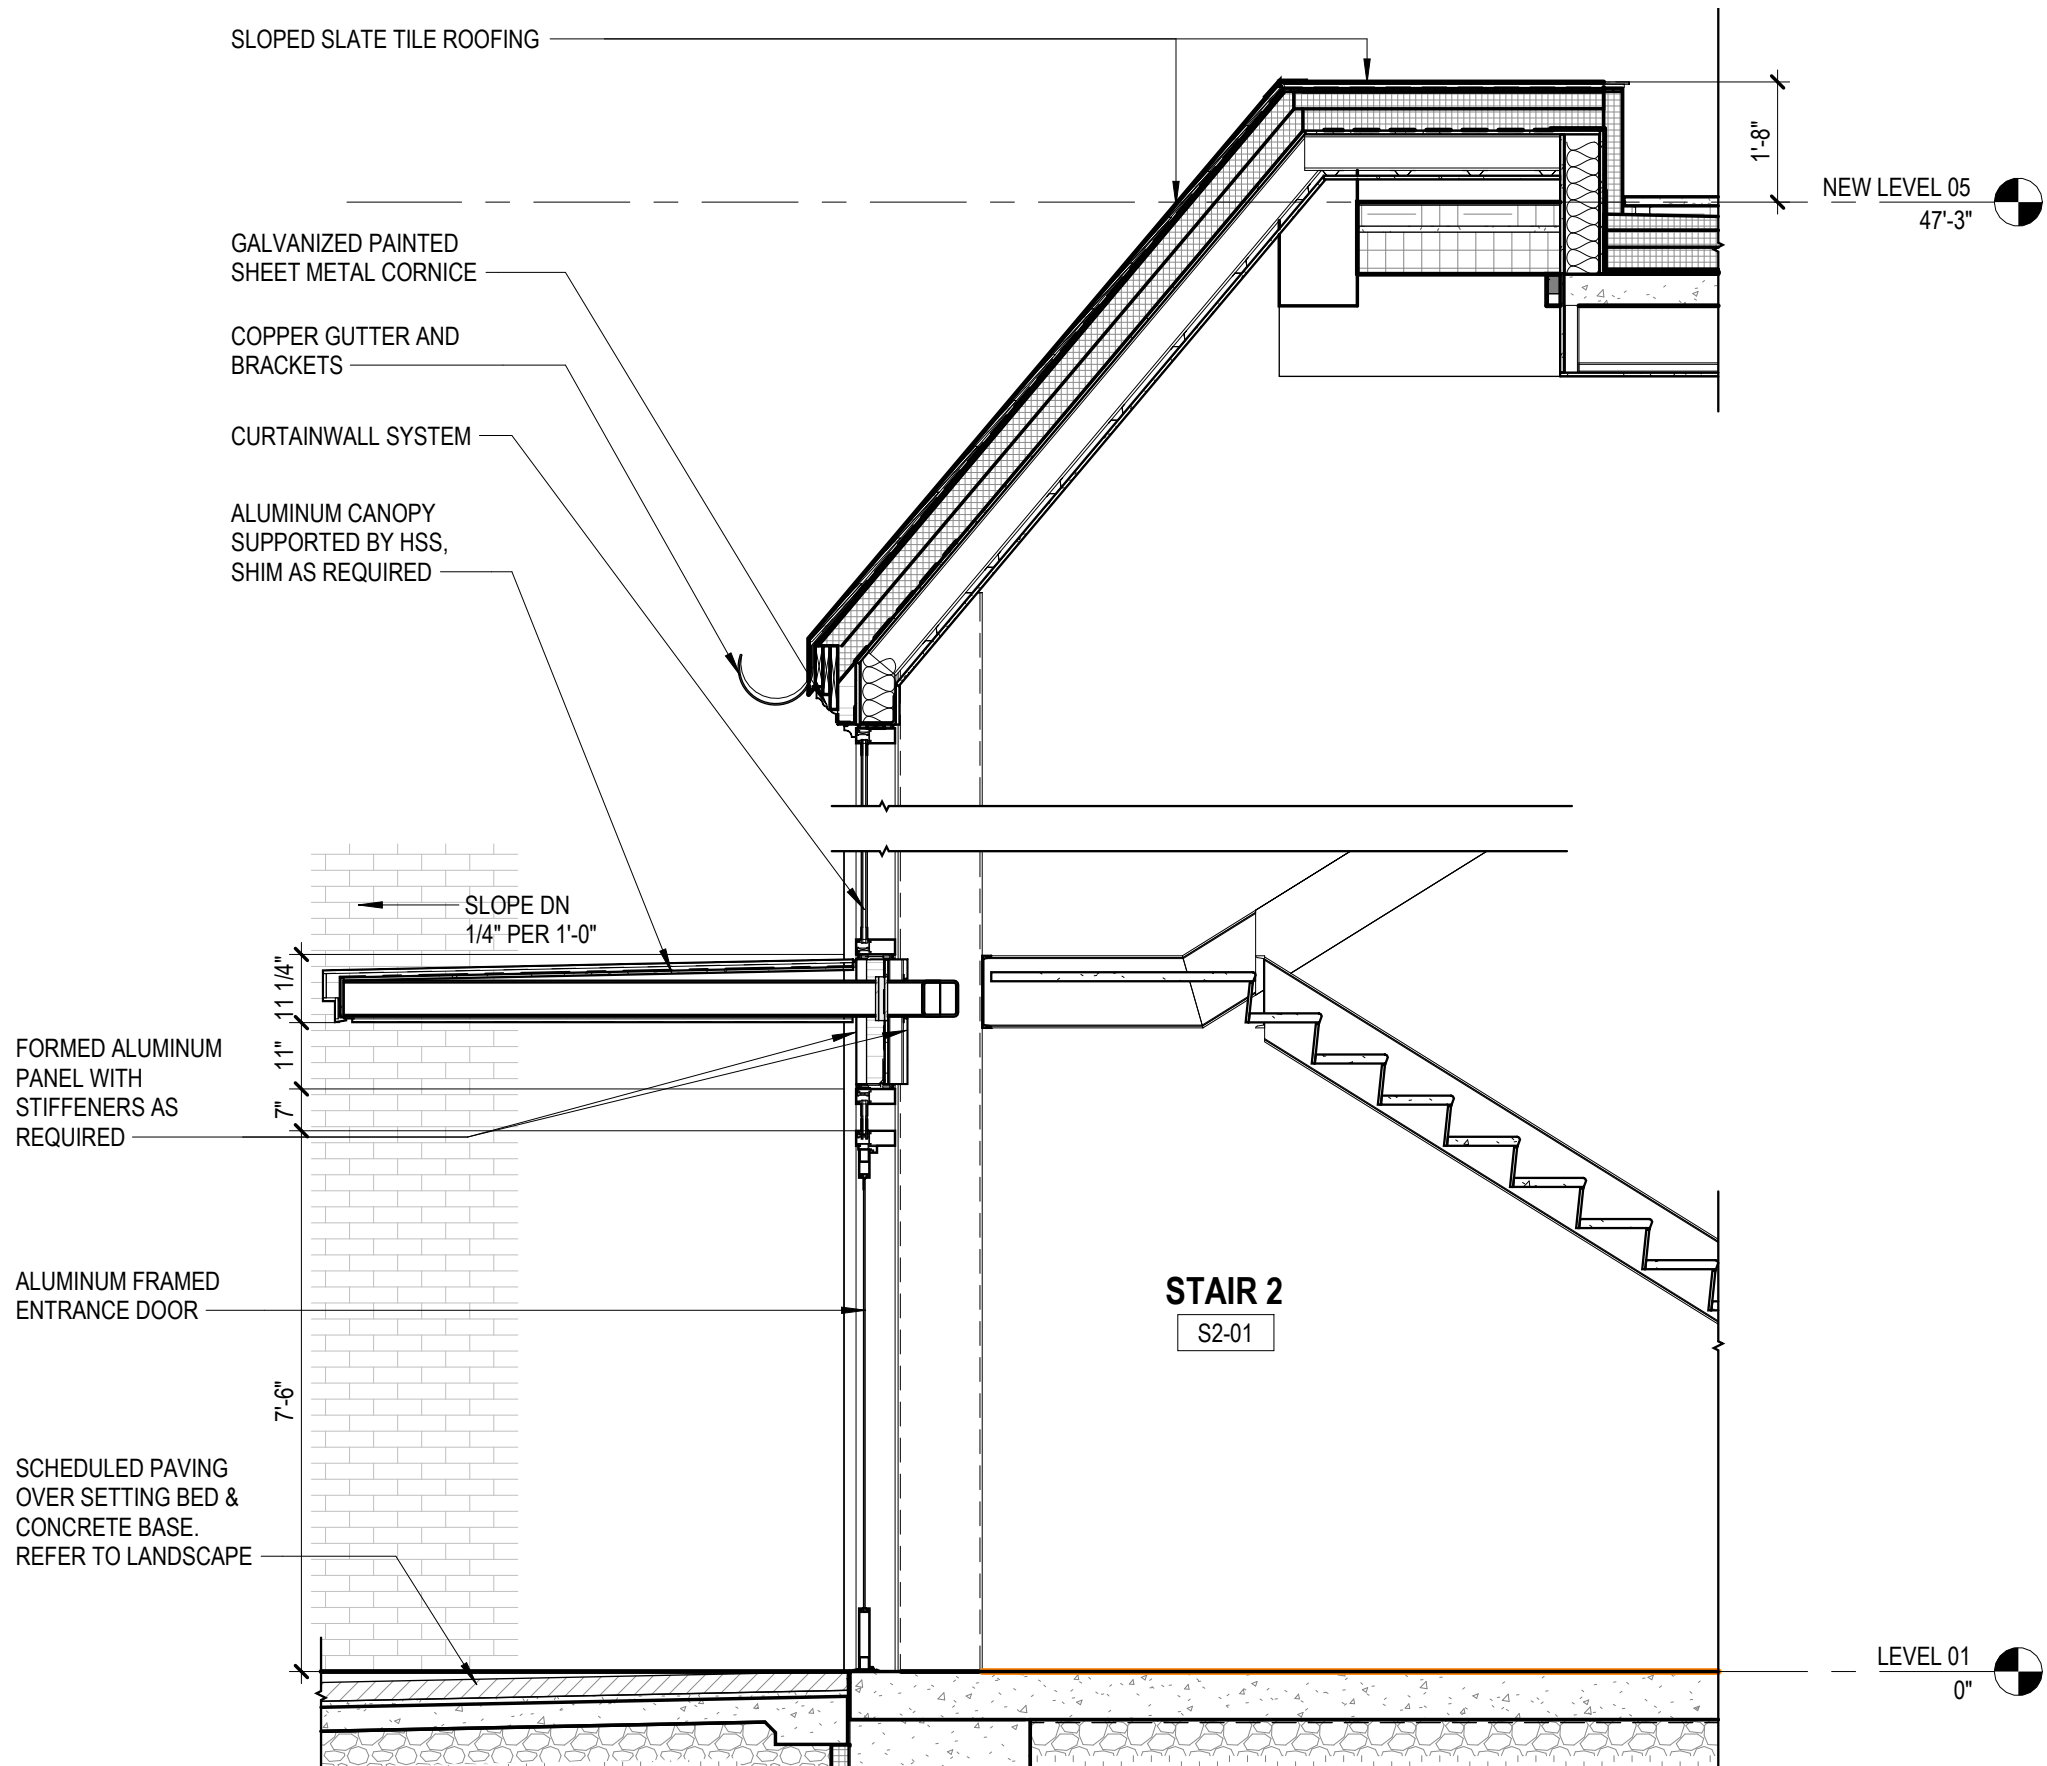 SLOPED SLATE TILE ROOFING
1'-8"
NEW LEVEL 05
47'-3"
GALVANIZED PAINTED
SHEET METAL CORNICE
COPPER GUTTER AND
BRACKETS
CURTAINWALL SYSTEM
ALUMINUM CANOPY
SUPPORTED BY HSS,
SHIM AS REQUIRED
SLOPE DN
1/4" PER 1'-0"
11 1/4"
11"
7"
FORMED ALUMINUM
PANEL WITH
STIFFENERS AS
REQUIRED
ALUMINUM FRAMED
ENTRANCE DOOR
STAIR 2
S2-01
7'-6"
SCHEDULED PAVING
OVER SETTING BED &
CONCRETE BASE.
REFER TO LANDSCAPE
LEVEL 01
0"